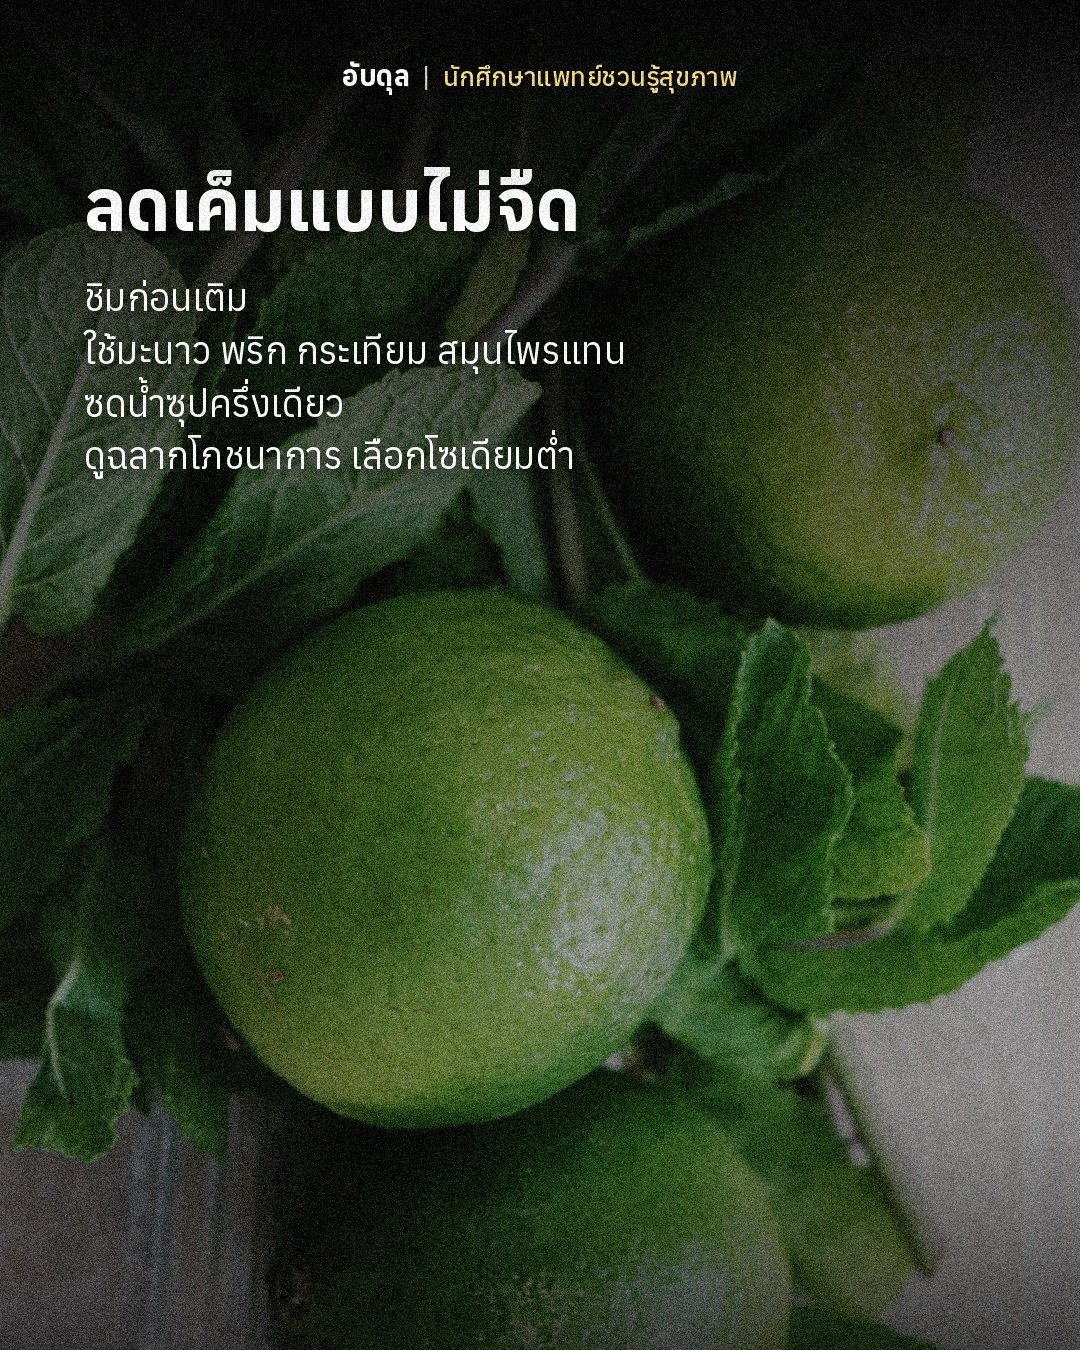 อับดุล | นักศึกษาแพทย์ชวนรู้สุขภาพ
ลดเค็มแบบไม่จืด
ชิมก่อนเติม
ใช้มะนาว พริก กระเทียม สมุนไพรแทน
ซดน้ำซุปครึ่งเดียว
ดูฉลากโภชนาการ เลือกโซเดียมต่ำ